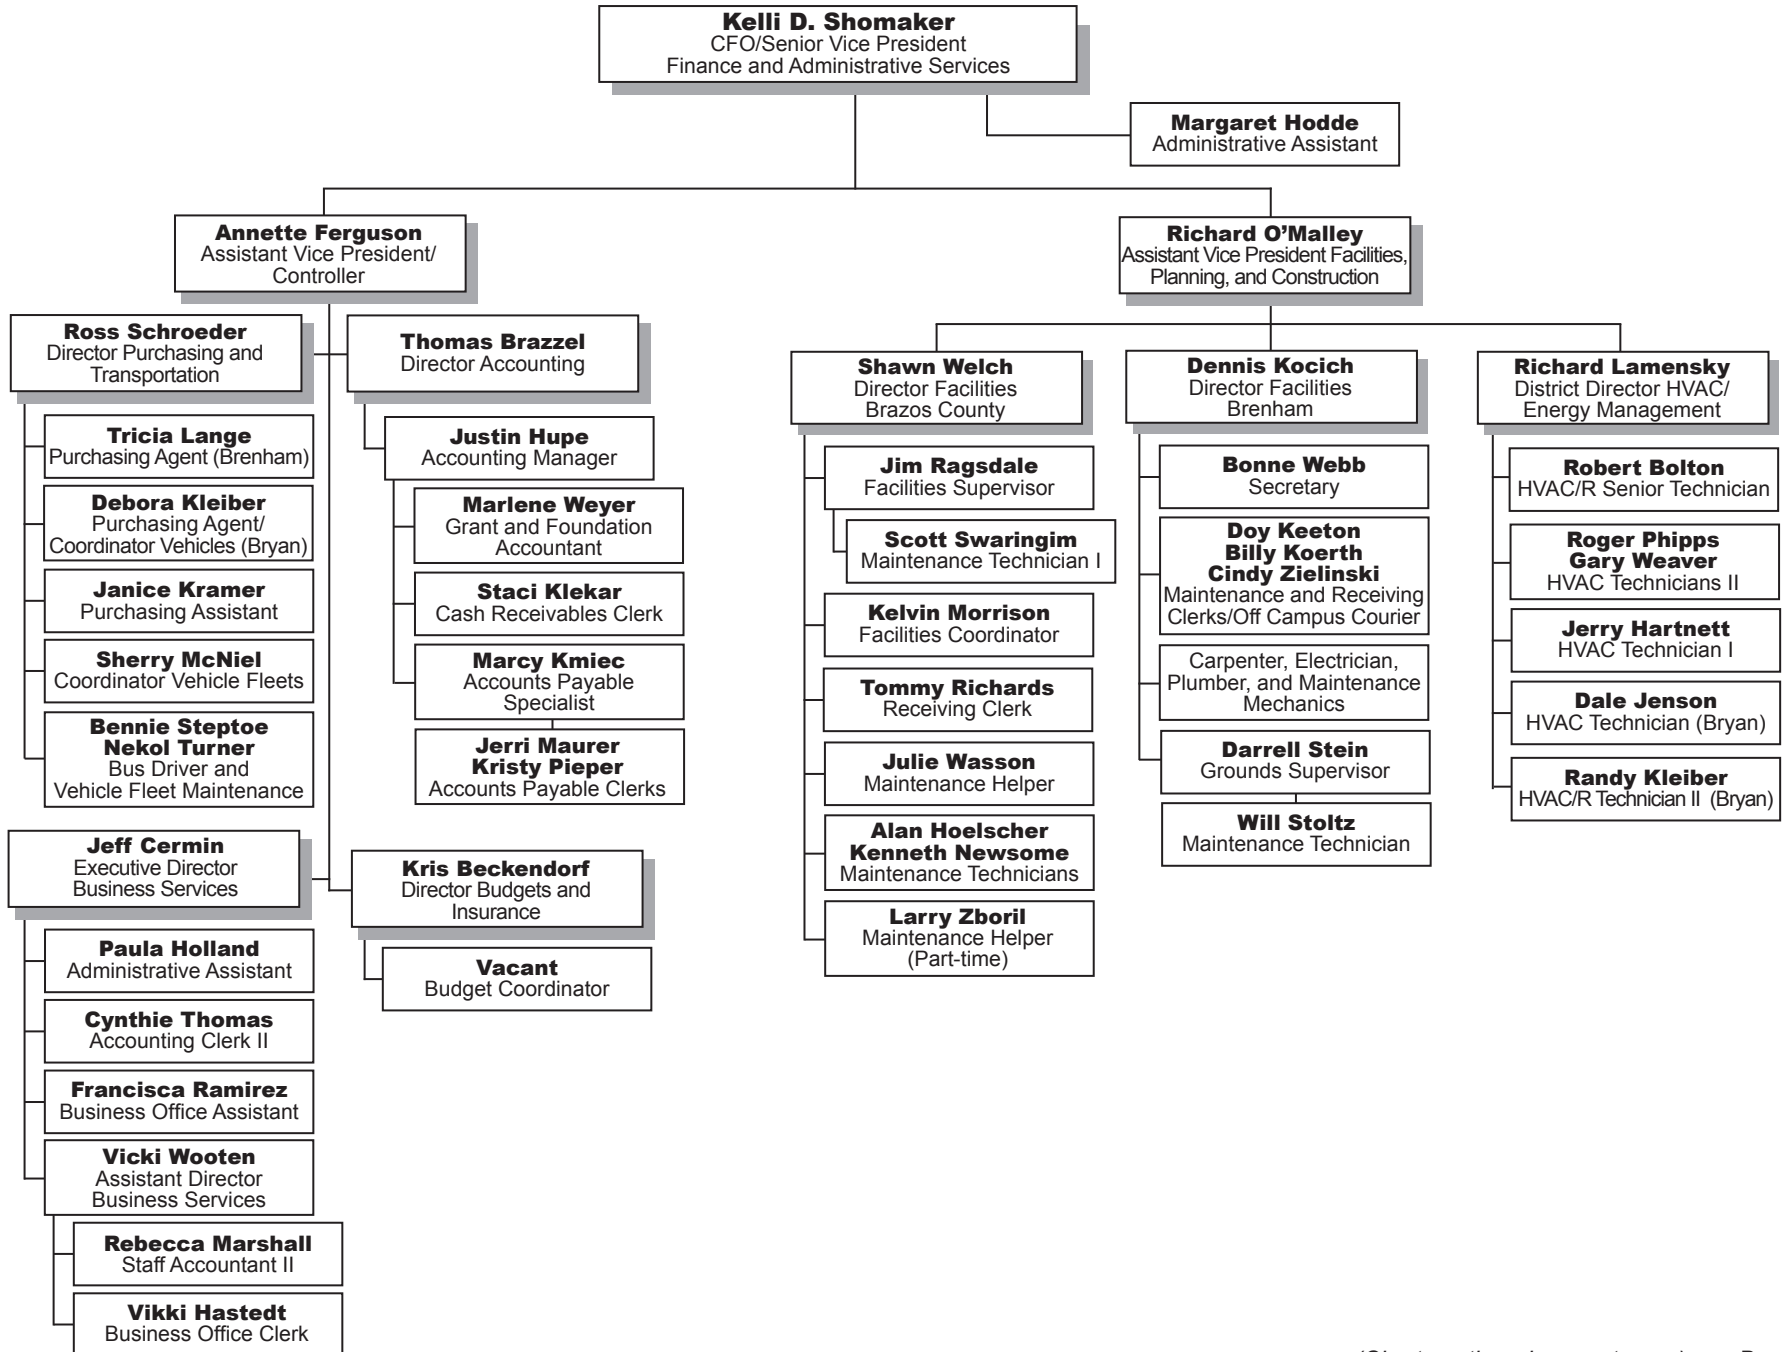 Kelli D. Shomaker
CFO/Senior Vice President
Finance and Administrative Services
Margaret Hodde
Administrative Assistant
Annette Ferguson
Assistant Vice President/
Controller
Ross Schroeder
Director Purchasing and
Transportation
Tricia Lange
Purchasing Agent (Brenham)
Debora Kleiber
Purchasing Agent/
Coordinator Vehicles (Bryan)
Janice Kramer
Purchasing Assistant
Sherry McNiel
Coordinator Vehicle Fleets
Bennie Steptoe
Nekol Turner
Bus Driver and
Vehicle Fleet Maintenance
Thomas Brazzel
Director Accounting
Justin Hupe
Accounting Manager
Marlene Weyer
Grant and Foundation
Accountant
Staci Klekar
Cash Receivables Clerk
Marcy Kmiec
Accounts Payable
Specialist
Jerri Maurer
Kristy Pieper
Accounts Payable Clerks
Jeff Cermin
Executive Director
Business Services
Paula Holland
Administrative Assistant
Cynthie Thomas
Accounting Clerk II
Francisca Ramirez
Business Office Assistant
Vicki Wooten
Assistant Director
Business Services
Rebecca Marshall
Staff Accountant II
Vikki Hastedt
Business Office Clerk
Kris Beckendorf
Director Budgets and
Insurance
Vacant
Budget Coordinator
Richard O'Malley
Assistant Vice President Facilities,
Planning, and Construction
Shawn Welch
Director Facilities
Brazos County
Jim Ragsdale
Facilities Supervisor
Scott Swaringim
Maintenance Technician I
Kelvin Morrison
Facilities Coordinator
Tommy Richards
Receiving Clerk
Julie Wasson
Maintenance Helper
Alan Hoelscher
Kenneth Newsome
Maintenance Technicians
Larry Zboril
Maintenance Helper
(Part-time)
Dennis Kocich
Director Facilities
Brenham
Bonne Webb
Secretary
Doy Keeton
Billy Koerth
Cindy Zielinski
Maintenance and Receiving
Clerks/Off Campus Courier
Carpenter, Electrician,
Plumber, and Maintenance
Mechanics
Darrell Stein
Grounds Supervisor
Will Stoltz
Maintenance Technician
Richard Lamensky
District Director HVAC/
Energy Management
Robert Bolton
HVAC/R Senior Technician
Roger Phipps
Gary Weaver
HVAC Technicians II
Jerry Hartnett
HVAC Technician I
Dale Jenson
HVAC Technician (Bryan)
Randy Kleiber
HVAC/R Technician II (Bryan)